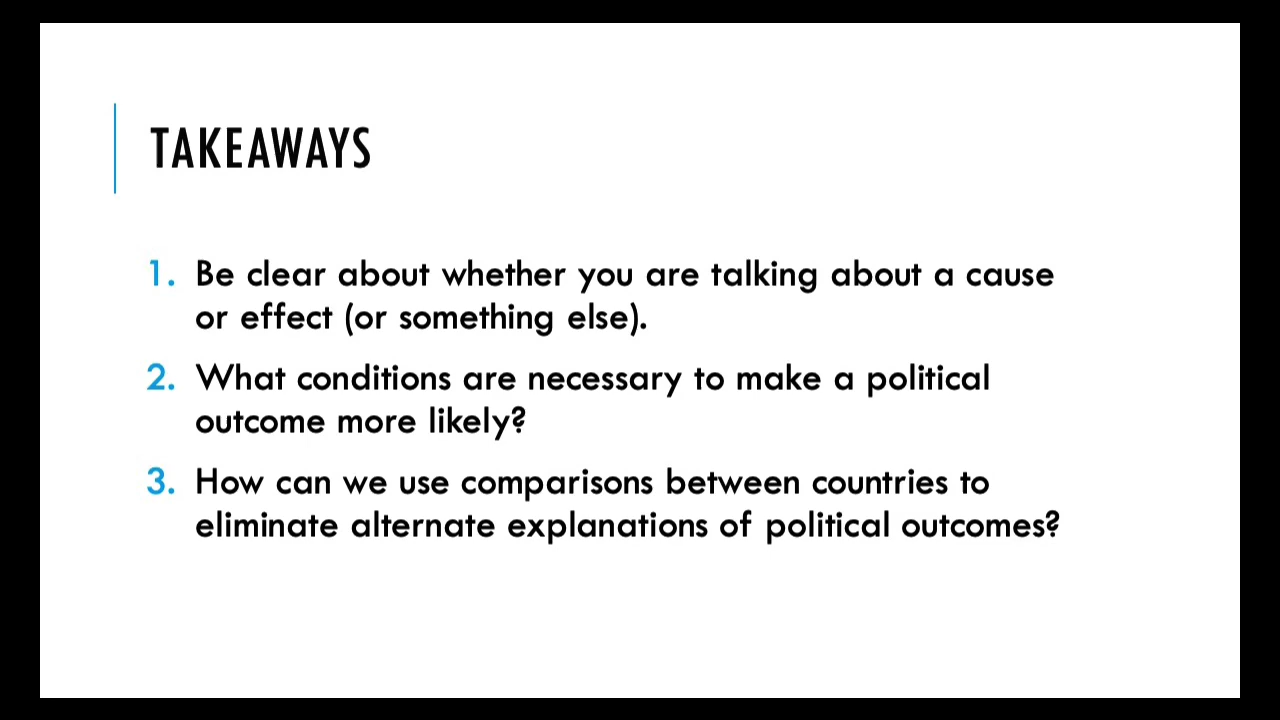 TAKEAWAYS
1. Be clear about whether you are talking about a cause
or effect (or something else).
2. What conditions are necessary to make a political
outcome more likely?
3. How can we use comparisons between countries to
eliminate alternate explanations of political outcomes?